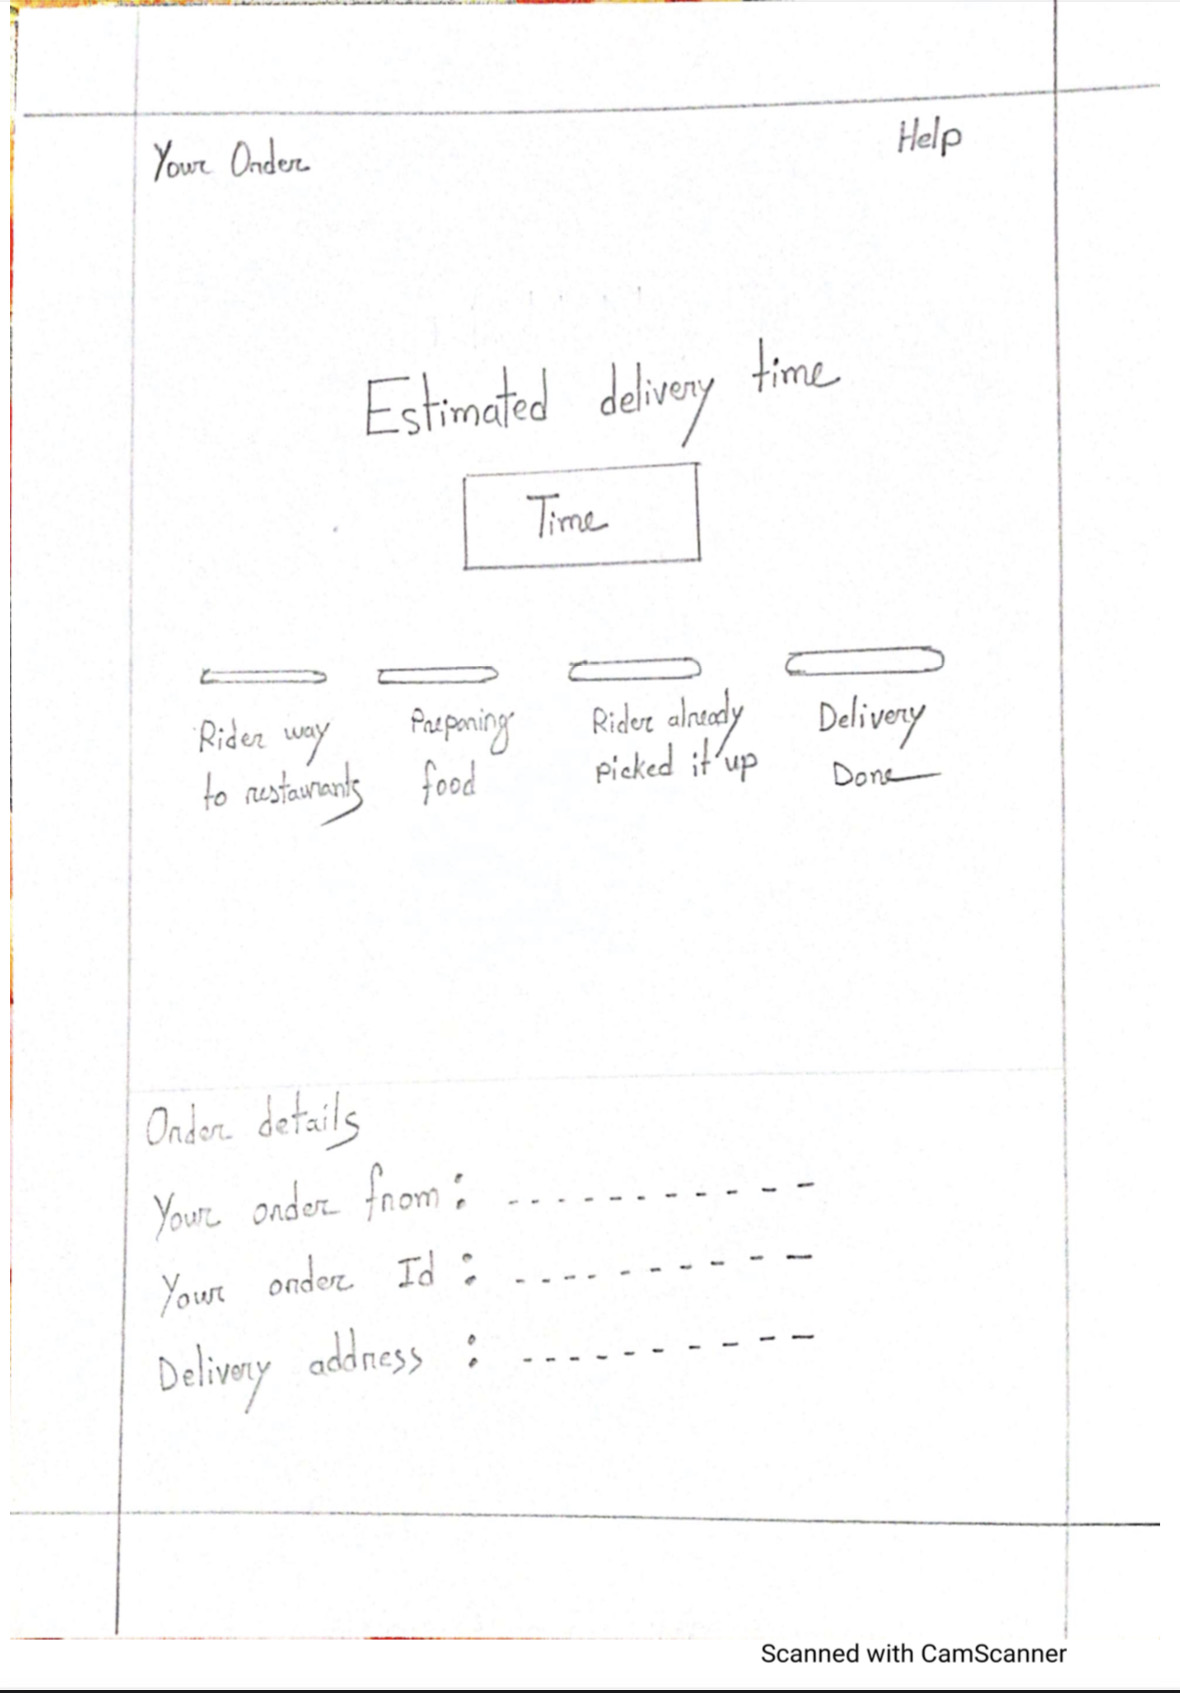 Your Order
Help
Estimated delivery time
Time
Rider way
to restaurants
Preparing
food
Rider already
picked it up
Delivery
Done
Order details
Your order from : - - - - - - - - - - -
Your order Id : - - - - - - - - - -
Delivery address : - - - - - - - - - -
Scanned with CamScanner